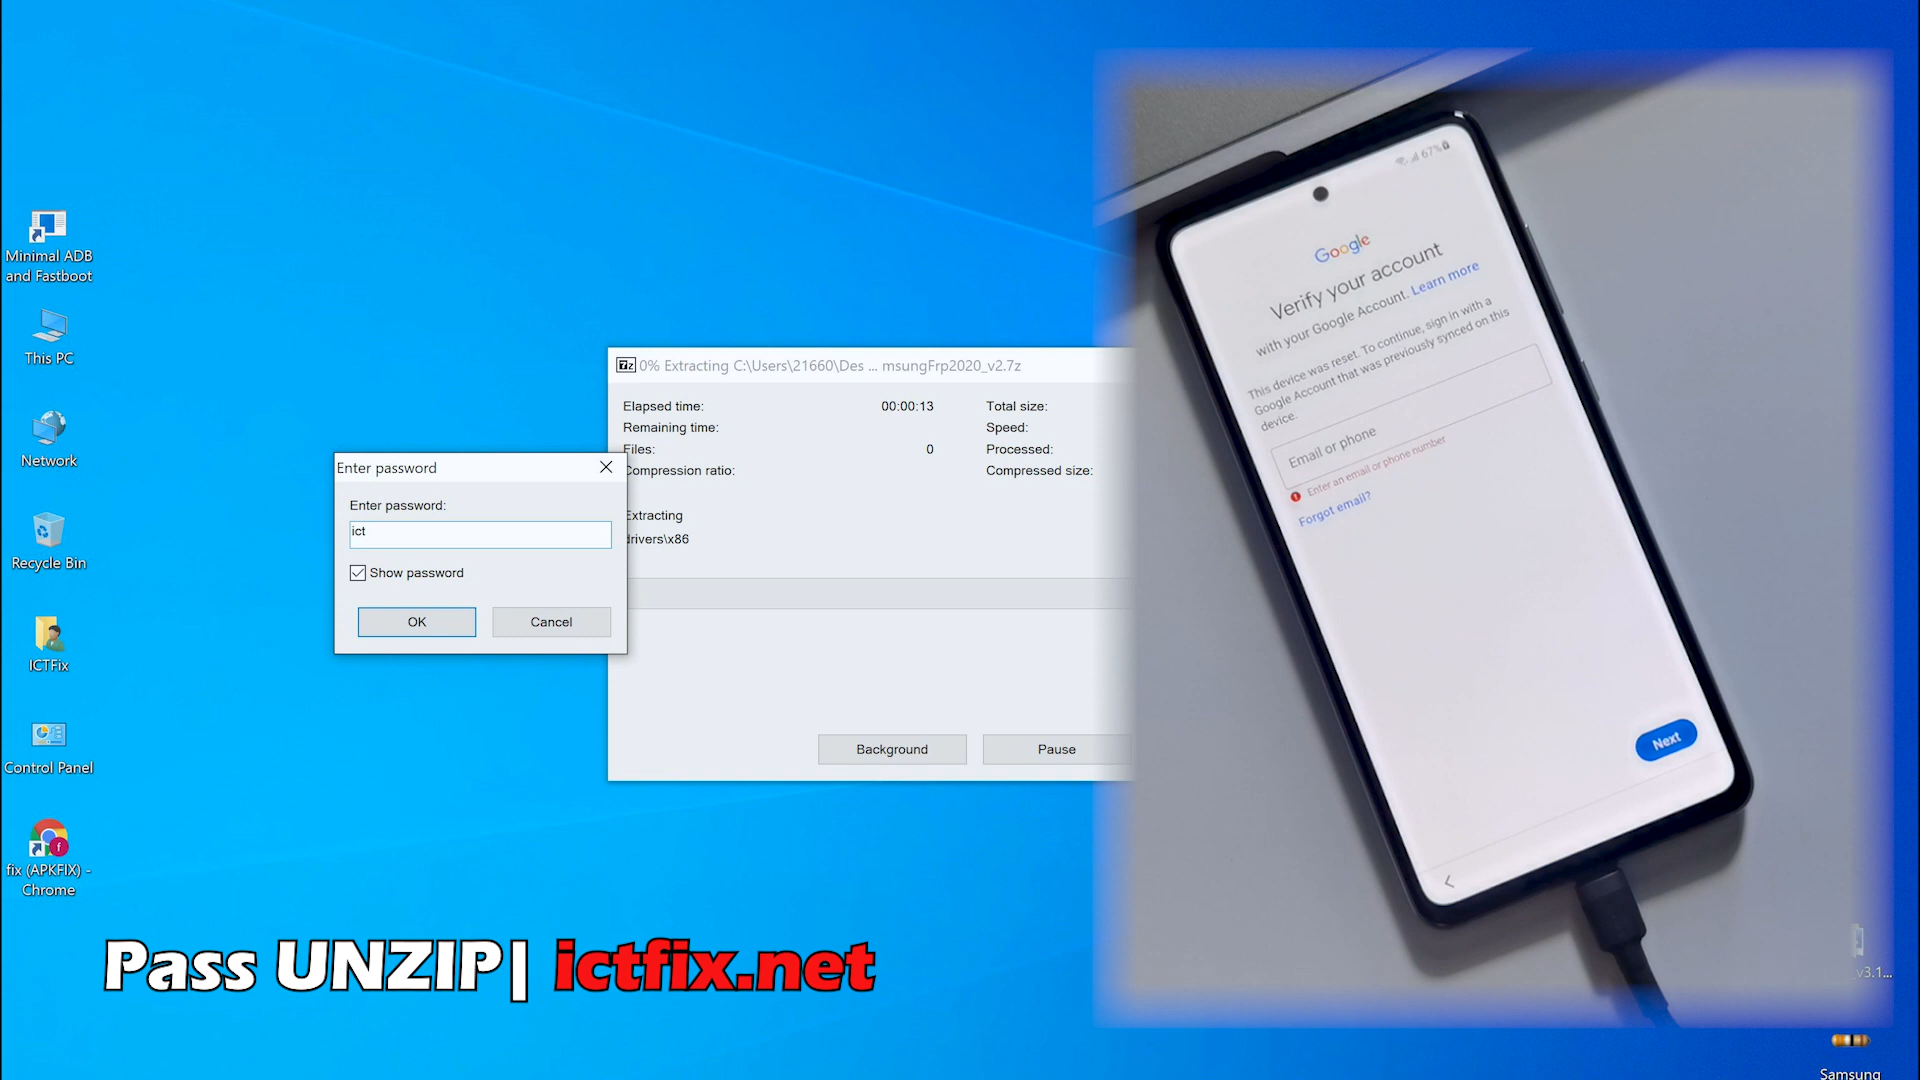 Minimal ADB
and Fastboot
This PC
Network
Recycle Bin
ICTFix
Control Panel
fix (APKFIX) -
Chrome
7z 0% Extracting C:\Users\21660\Des ... msungFrp2020_v2.7z
Elapsed time: 00:00:13 Total size:
Remaining time: Speed:
Files: 0 Processed:
Compression ratio: Compressed size:
Extracting
drivers\x86
Background Pause
Enter password
Enter password:
ict
Show password
OK Cancel
67%
Google
Verify your account
with your Google Account. Learn more
This device was reset. To continue, sign in with a
Google Account that was previously synced on this
device.
Email or phone
Enter an email or phone number
Forgot email?
Next
v3.1...
Samsung
Pass UNZIP| ictfix.net